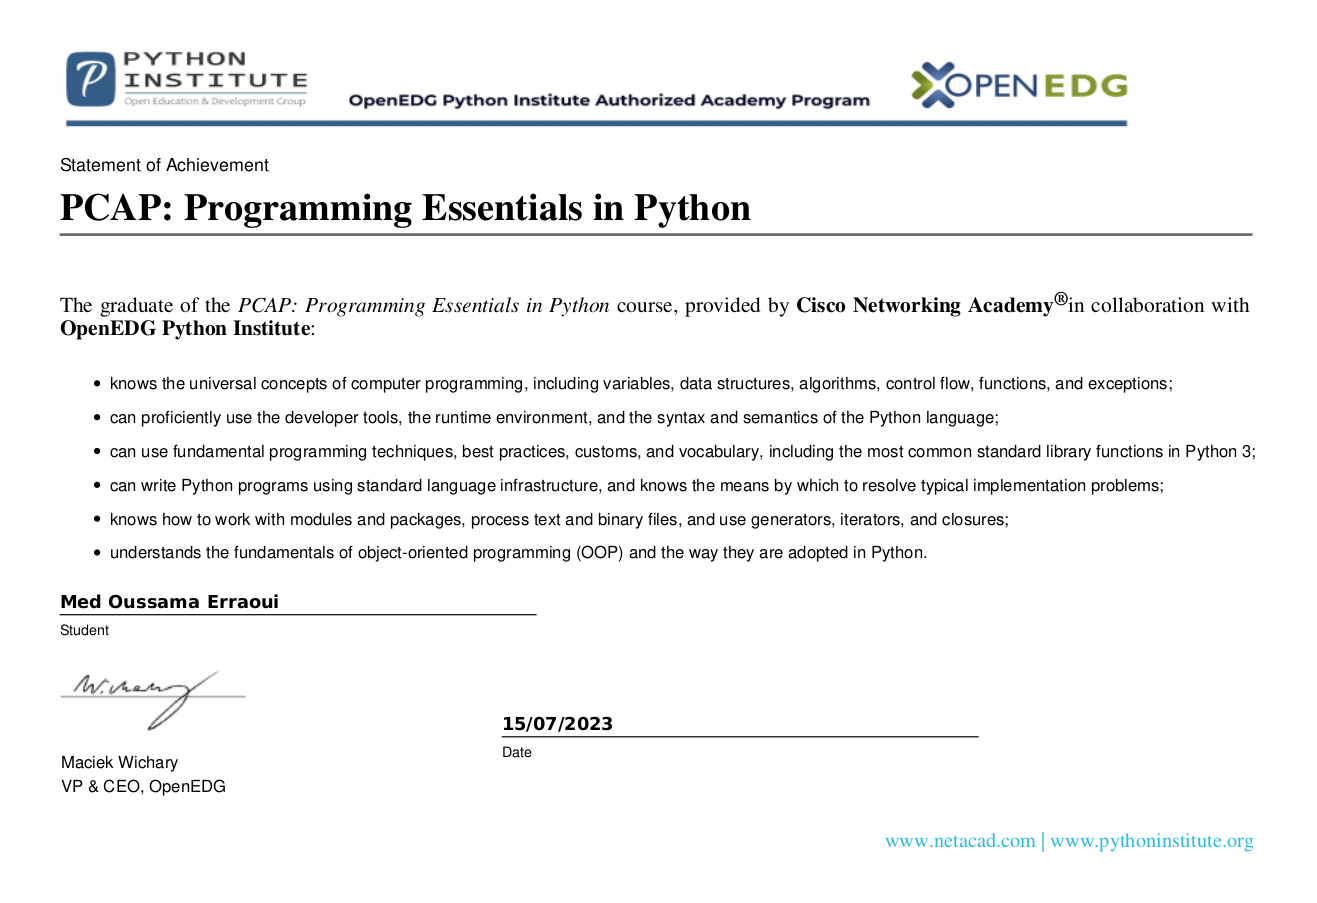 PYTHON
INSTITUTE
Open Education & Development Group
OpenEDG Python Institute Authorized Academy Program
OPENEDG
Statement of Achievement
PCAP: Programming Essentials in Python
The graduate of the PCAP: Programming Essentials in Python course, provided by Cisco Networking Academy®in collaboration with
OpenEDG Python Institute:
• knows the universal concepts of computer programming, including variables, data structures, algorithms, control flow, functions, and exceptions;
• can proficiently use the developer tools, the runtime environment, and the syntax and semantics of the Python language;
• can use fundamental programming techniques, best practices, customs, and vocabulary, including the most common standard library functions in Python 3;
• can write Python programs using standard language infrastructure, and knows the means by which to resolve typical implementation problems;
• knows how to work with modules and packages, process text and binary files, and use generators, iterators, and closures;
• understands the fundamentals of object-oriented programming (OOP) and the way they are adopted in Python.
Med Oussama Erraoui
Student
W. Wichary
15/07/2023
Date
Maciek Wichary
VP & CEO, OpenEDG
www.netacad.com | www.pythoninstitute.org